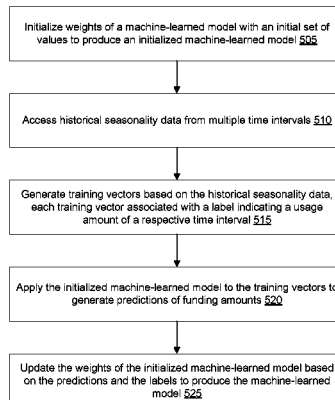 Initialize weights of a machine-learned model with an initial set of
values to produce an initialized machine-learned model 505
Access historical seasonality data from multiple time intervals 510
Generate training vectors based on the historical seasonality data,
each training vector associated with a label indicating a usage
amount of a respective time interval 515
Apply the initialized machine-learned model to the training vectors to
generate predictions of funding amounts 520
Update the weights of the initialized machine-learned model based
on the predictions and the labels to produce the machine-learned
model 525